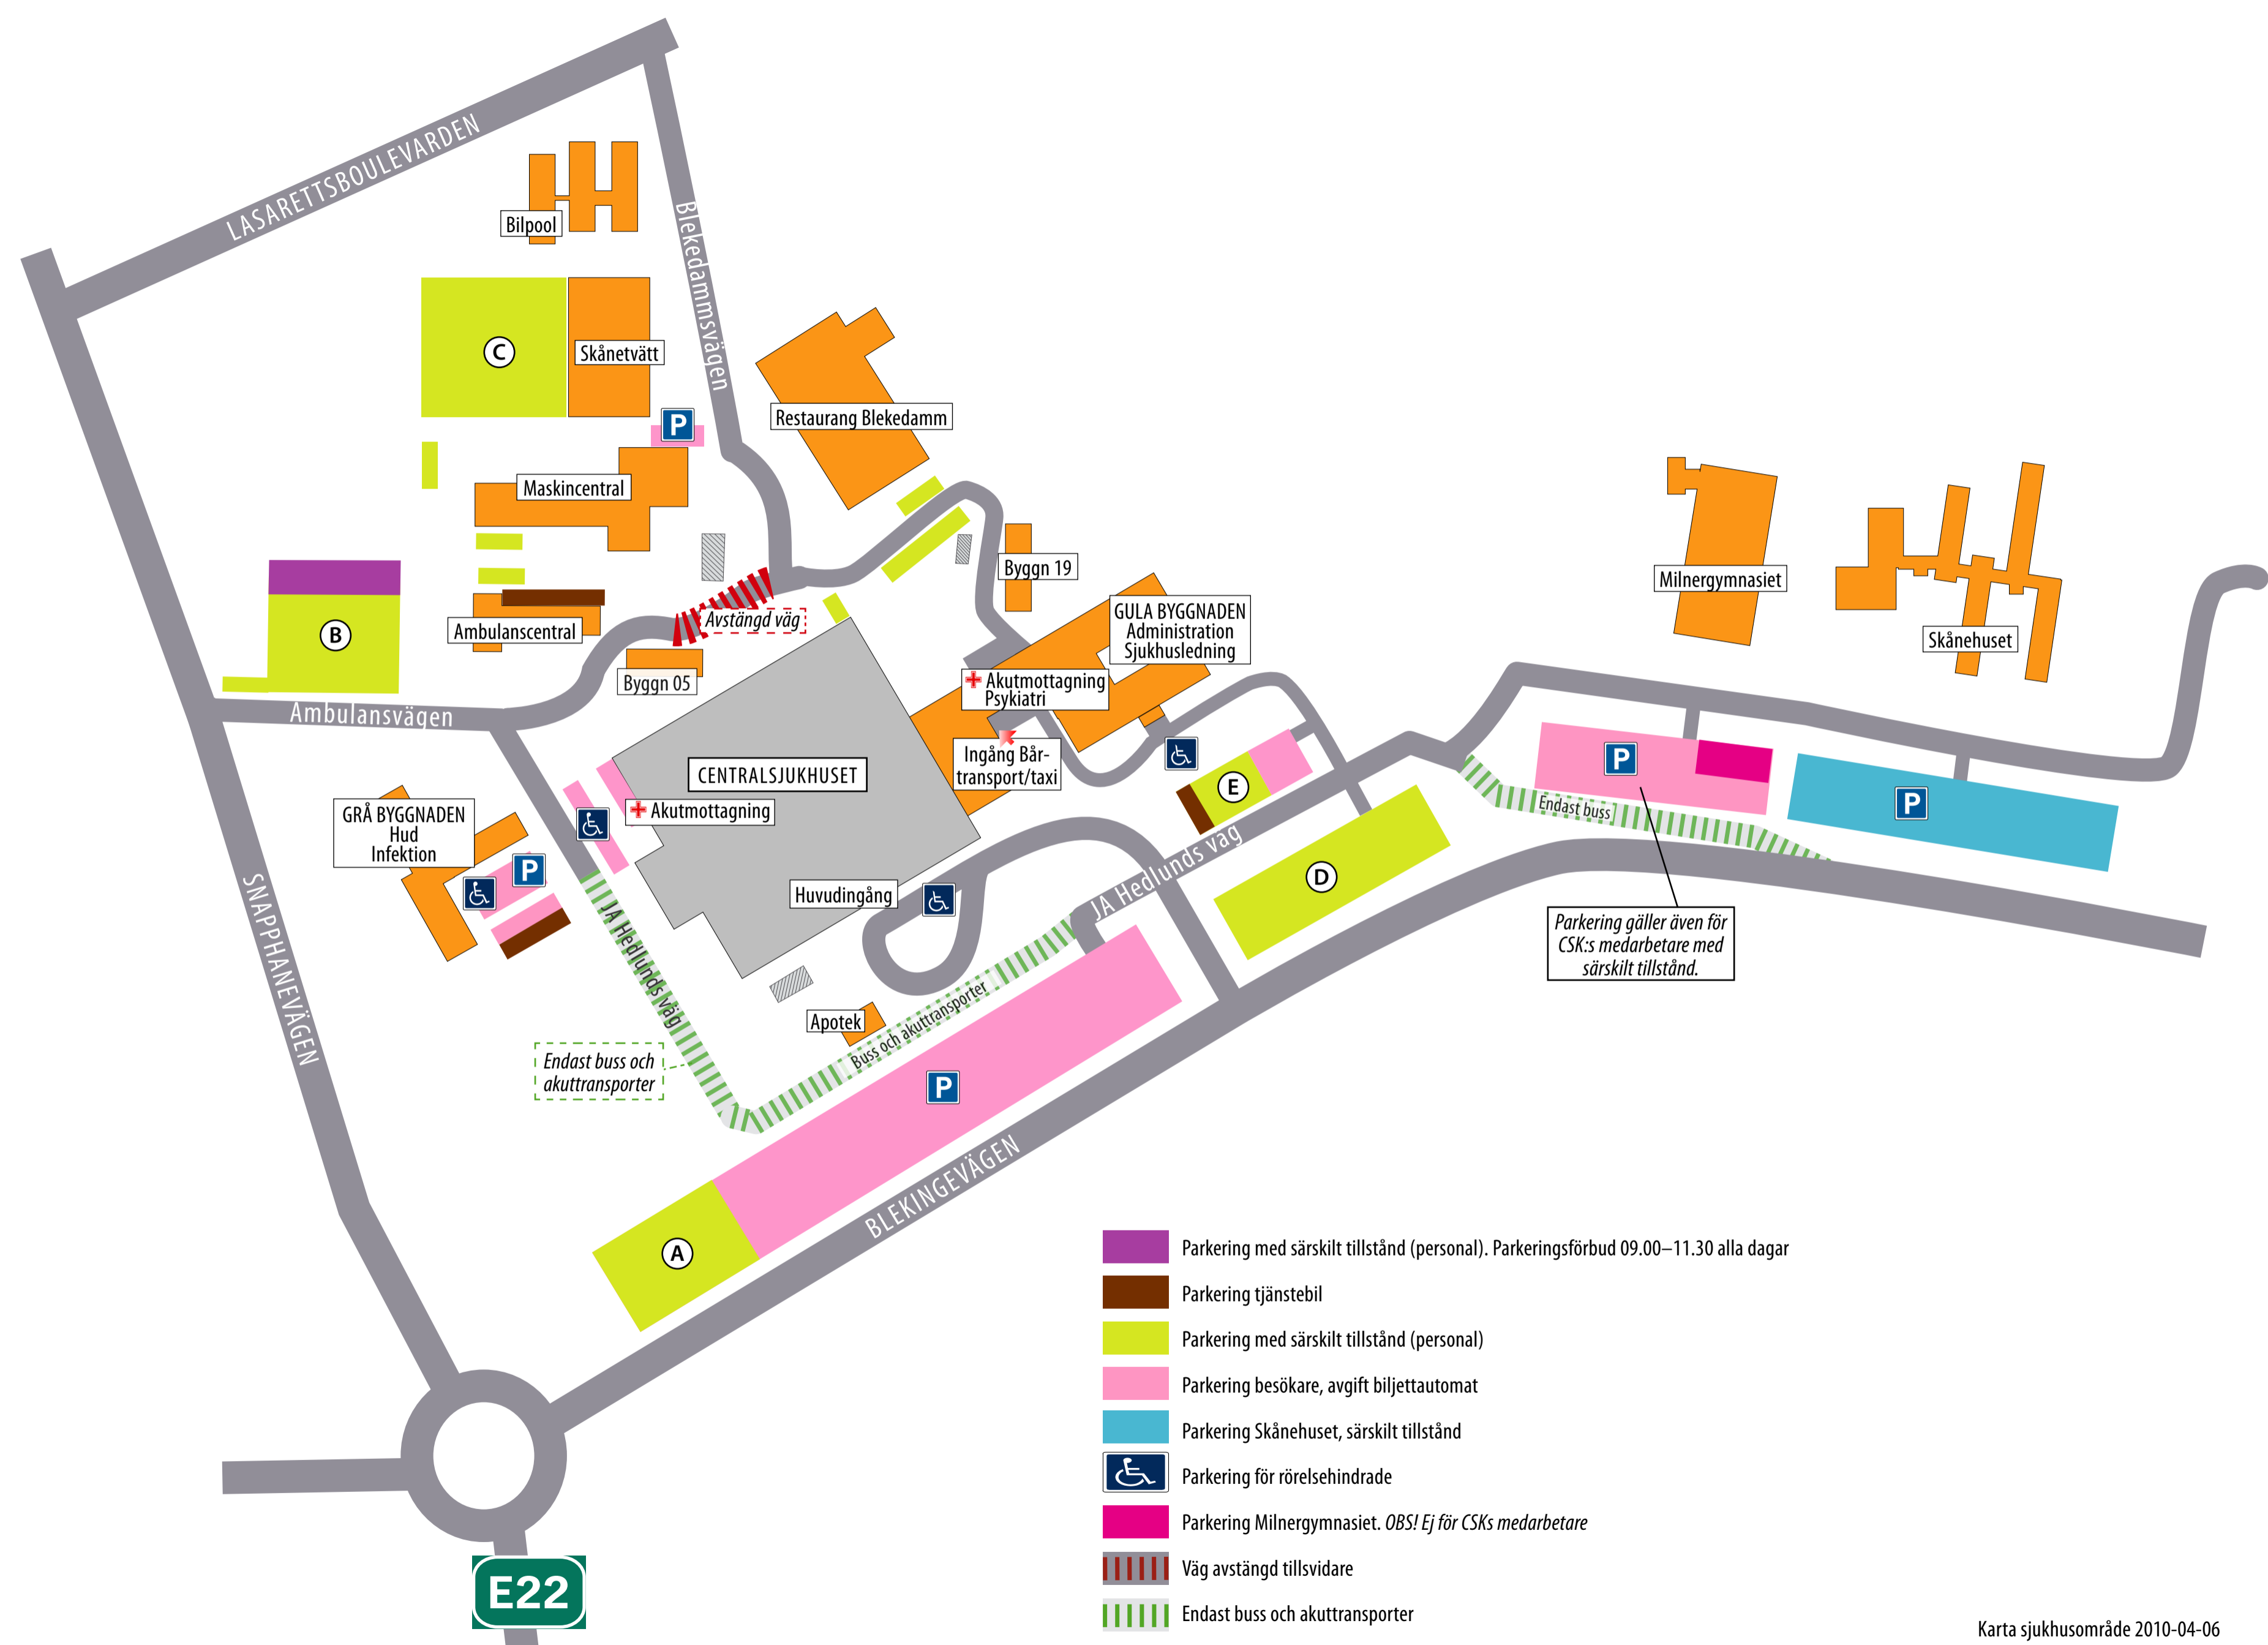 LASARETTSBOULEVARDEN
Bilpool
Blekedammsvägen
C
Skånetvätt
P
Restaurang Blekedamm
Maskincentral
Byggn 19
Milnergymnasiet
Skånehuset
B
Ambulanscentral
Avstängd väg
GULA BYGGNADEN
Administration
Sjukhusledning
Byggn 05
Akutmottagning
Psykiatri
Ambulansvägen
Ingång Bår-
transport/taxi
CENTRALSJUKHUSET
E
P
P
Endast buss
GRÅ BYGGNADEN
Hud
Infektion
Akutmottagning
P
D
JA Hedlunds väg
Huvudingång
SNAPPHANEVÄGEN
JA Hedlunds väg
Parkering gäller även för
CSK:s medarbetare med
särskilt tillstånd.
Apotek
Buss och akuttransporter
Endast buss och
akuttransporter
P
BLEKINGEVÄGEN
A
Parkering med särskilt tillstånd (personal). Parkeringsförbud 09.00–11.30 alla dagar
Parkering tjänstebil
Parkering med särskilt tillstånd (personal)
Parkering besökare, avgift biljettautomat
Parkering Skånehuset, särskilt tillstånd
Parkering för rörelsehindrade
Parkering Milnergymnasiet. OBS! Ej för CSKs medarbetare
Väg avstängd tillsvidare
Endast buss och akuttransporter
E22
Karta sjukhusområde 2010-04-06